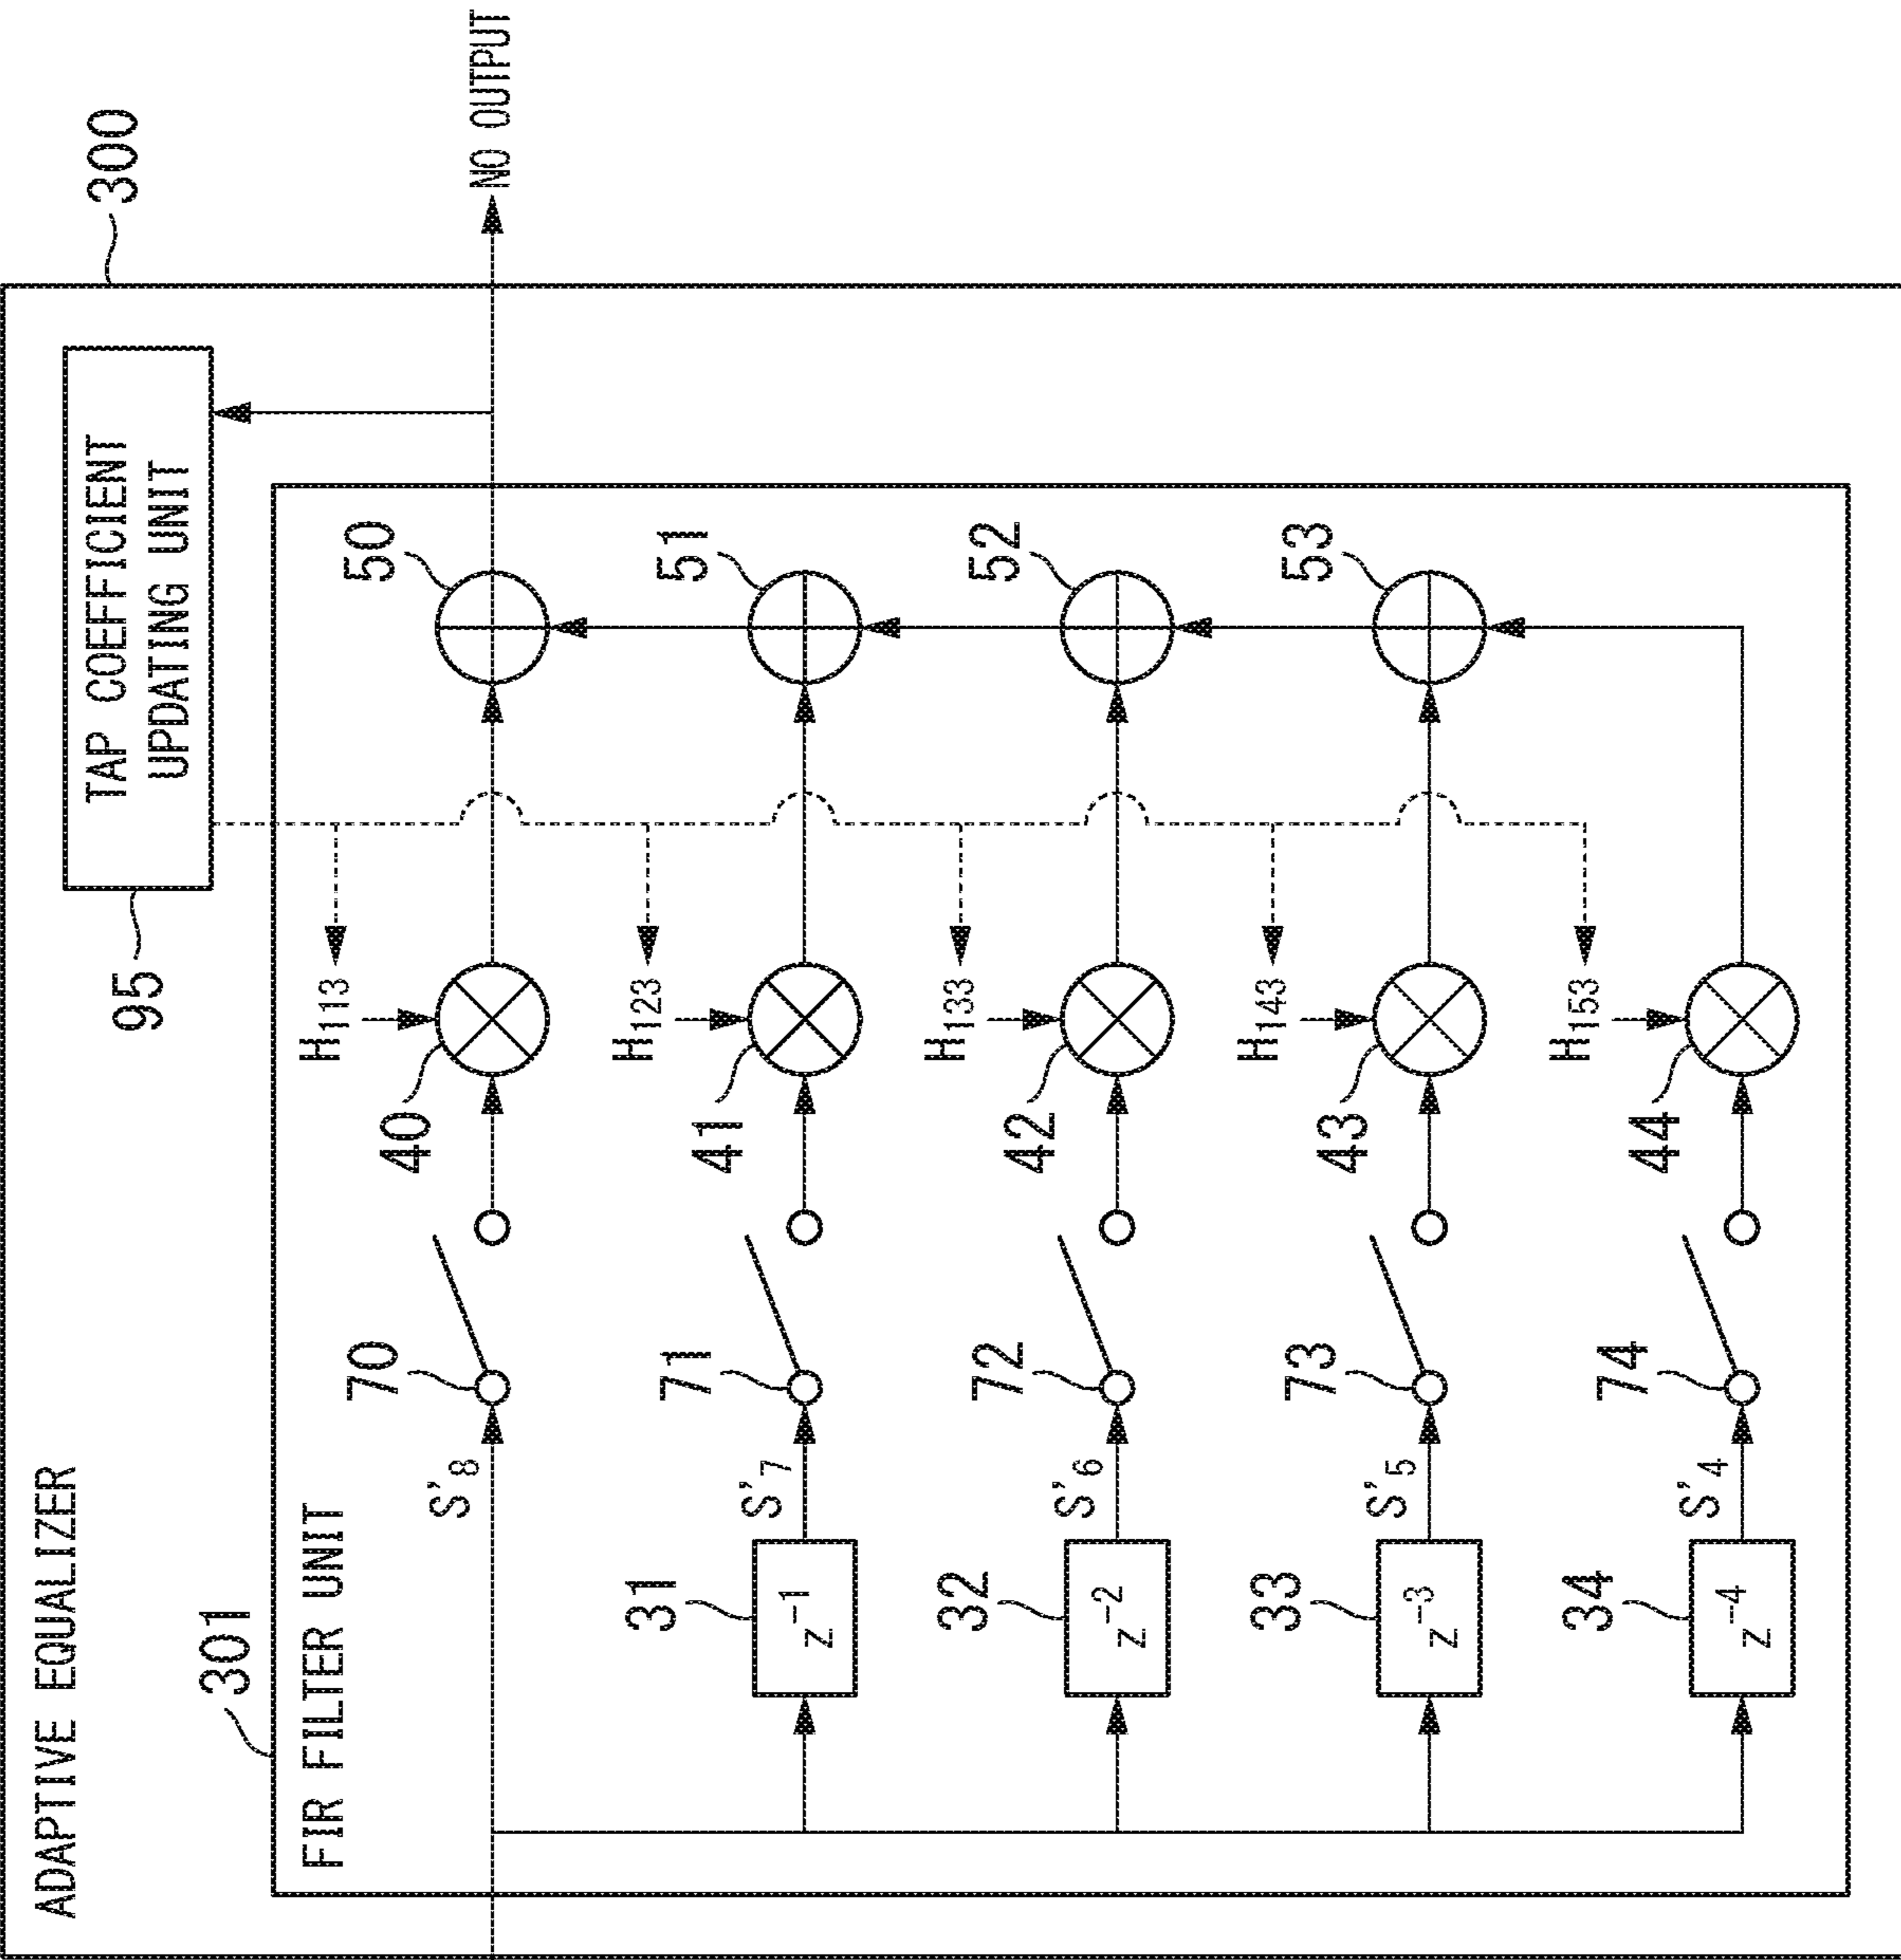 ADAPTIVE EQUALIZER
300
95
TAP COEFFICIENT
UPDATING UNIT
301
FIR FILTER UNIT
NO OUTPUT
S'8
70
40
H113
50
31
z-1
S'7
71
41
H123
51
32
z-2
S'6
72
42
H133
52
33
z-3
S'5
73
43
H143
53
34
z-4
S'4
74
44
H153